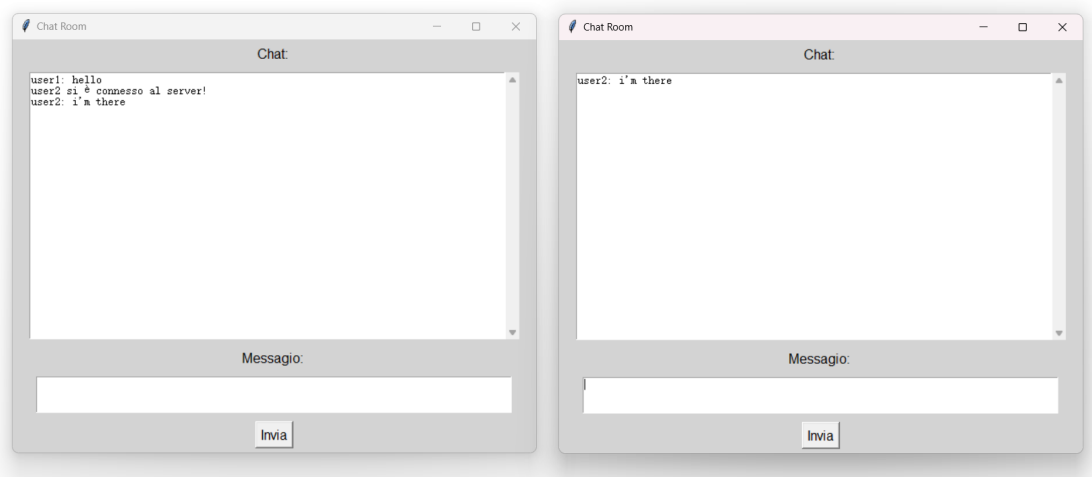 Chat Room
Chat:
user1: hello
user2 si è connesso al server!
user2: i'm there
Messagio:
Invia
Chat Room
Chat:
user2: i'm there
Messagio:
Invia